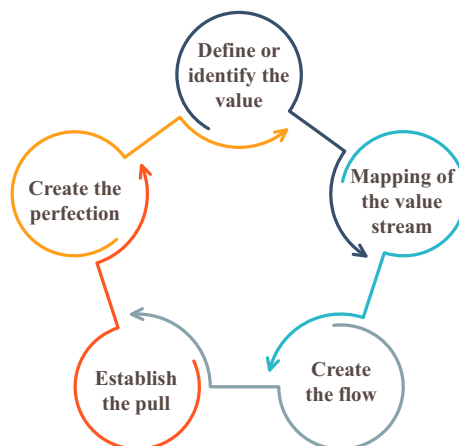 Define or
identify the
value
Mapping of
the value
stream
Create
the flow
Establish
the pull
Create the
perfection